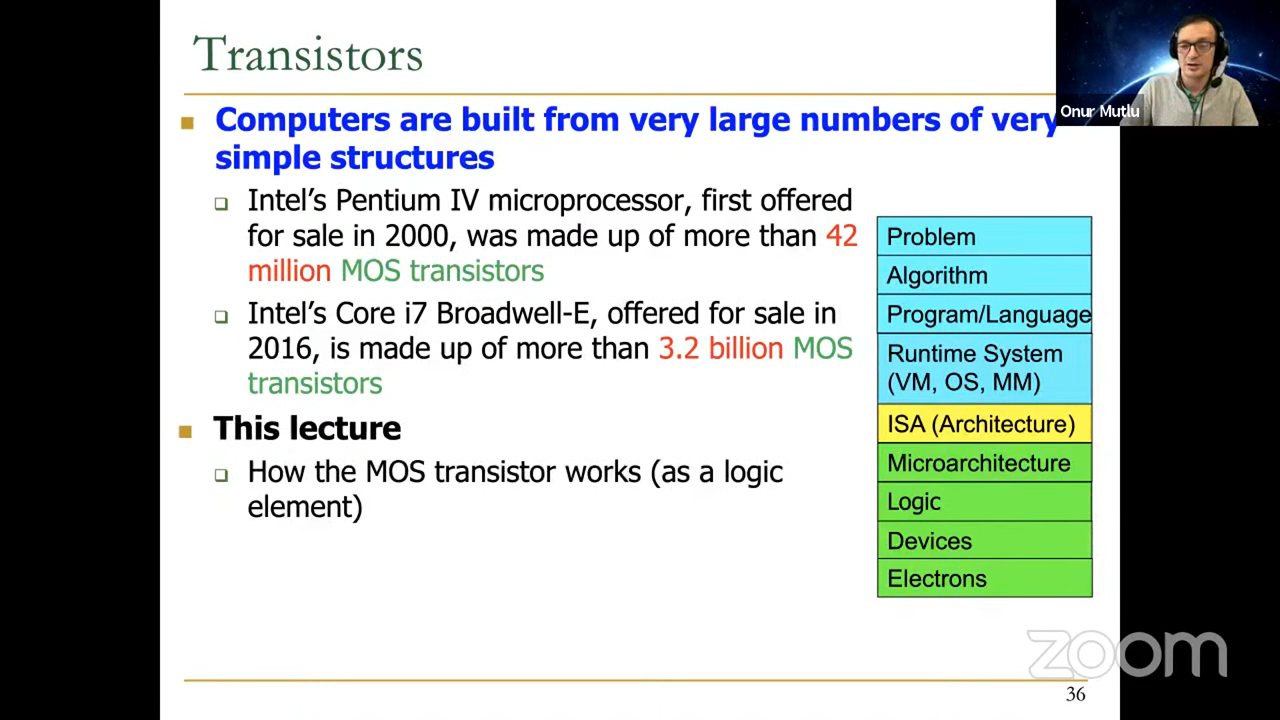 Transistors
Onur Mutlu
■ Computers are built from very large numbers of very
simple structures
❑ Intel's Pentium IV microprocessor, first offered
for sale in 2000, was made up of more than 42
million MOS transistors
❑ Intel's Core i7 Broadwell-E, offered for sale in
2016, is made up of more than 3.2 billion MOS
transistors
■ This lecture
❑ How the MOS transistor works (as a logic
element)
Problem
Algorithm
Program/Language
Runtime System
(VM, OS, MM)
ISA (Architecture)
Microarchitecture
Logic
Devices
Electrons
zoom
36